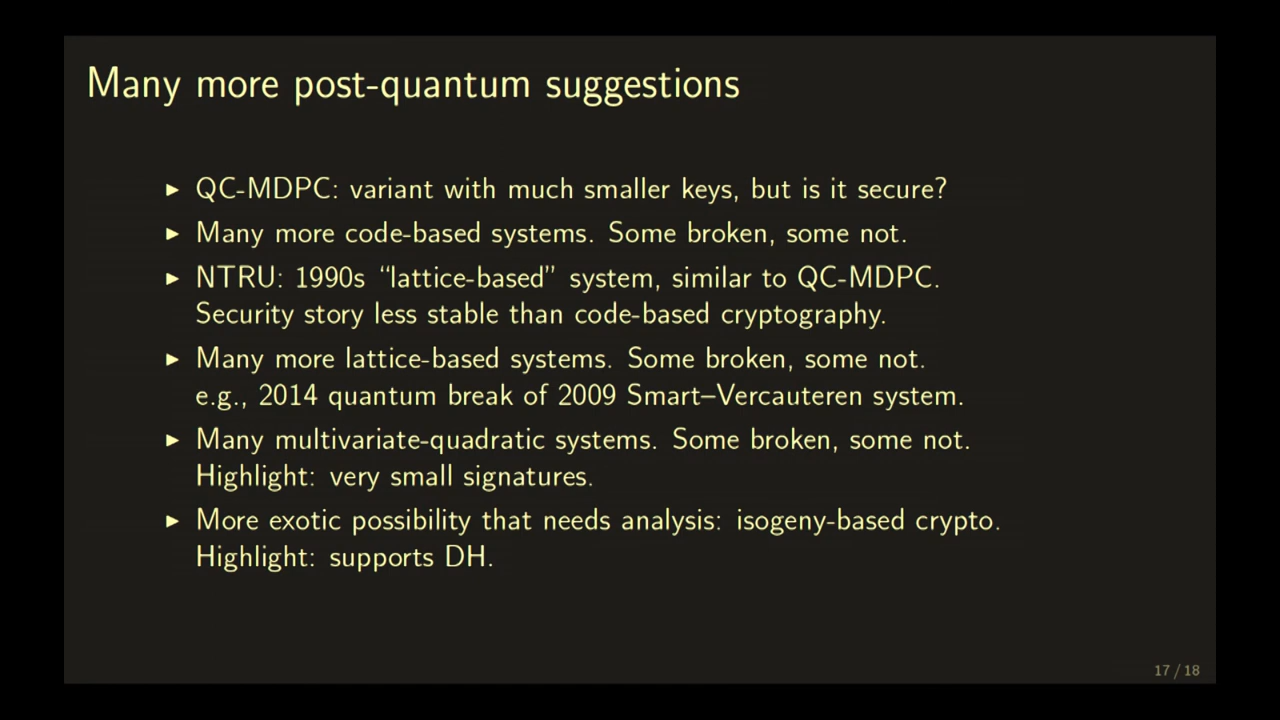 Many more post-quantum suggestions
▶ QC-MDPC: variant with much smaller keys, but is it secure?
▶ Many more code-based systems. Some broken, some not.
▶ NTRU: 1990s “lattice-based” system, similar to QC-MDPC.
Security story less stable than code-based cryptography.
▶ Many more lattice-based systems. Some broken, some not.
e.g., 2014 quantum break of 2009 Smart–Vercauteren system.
▶ Many multivariate-quadratic systems. Some broken, some not.
Highlight: very small signatures.
▶ More exotic possibility that needs analysis: isogeny-based crypto.
Highlight: supports DH.
17 / 18